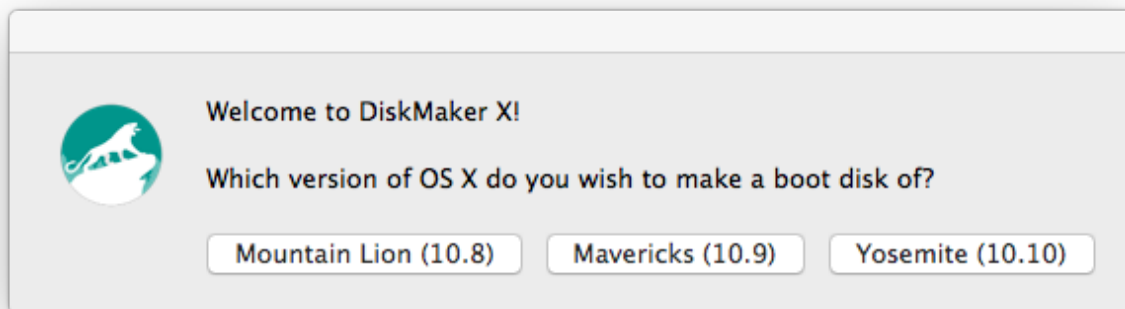 Welcome to DiskMaker X!
Which version of OS X do you wish to make a boot disk of?
Mountain Lion (10.8) Mavericks (10.9) Yosemite (10.10)